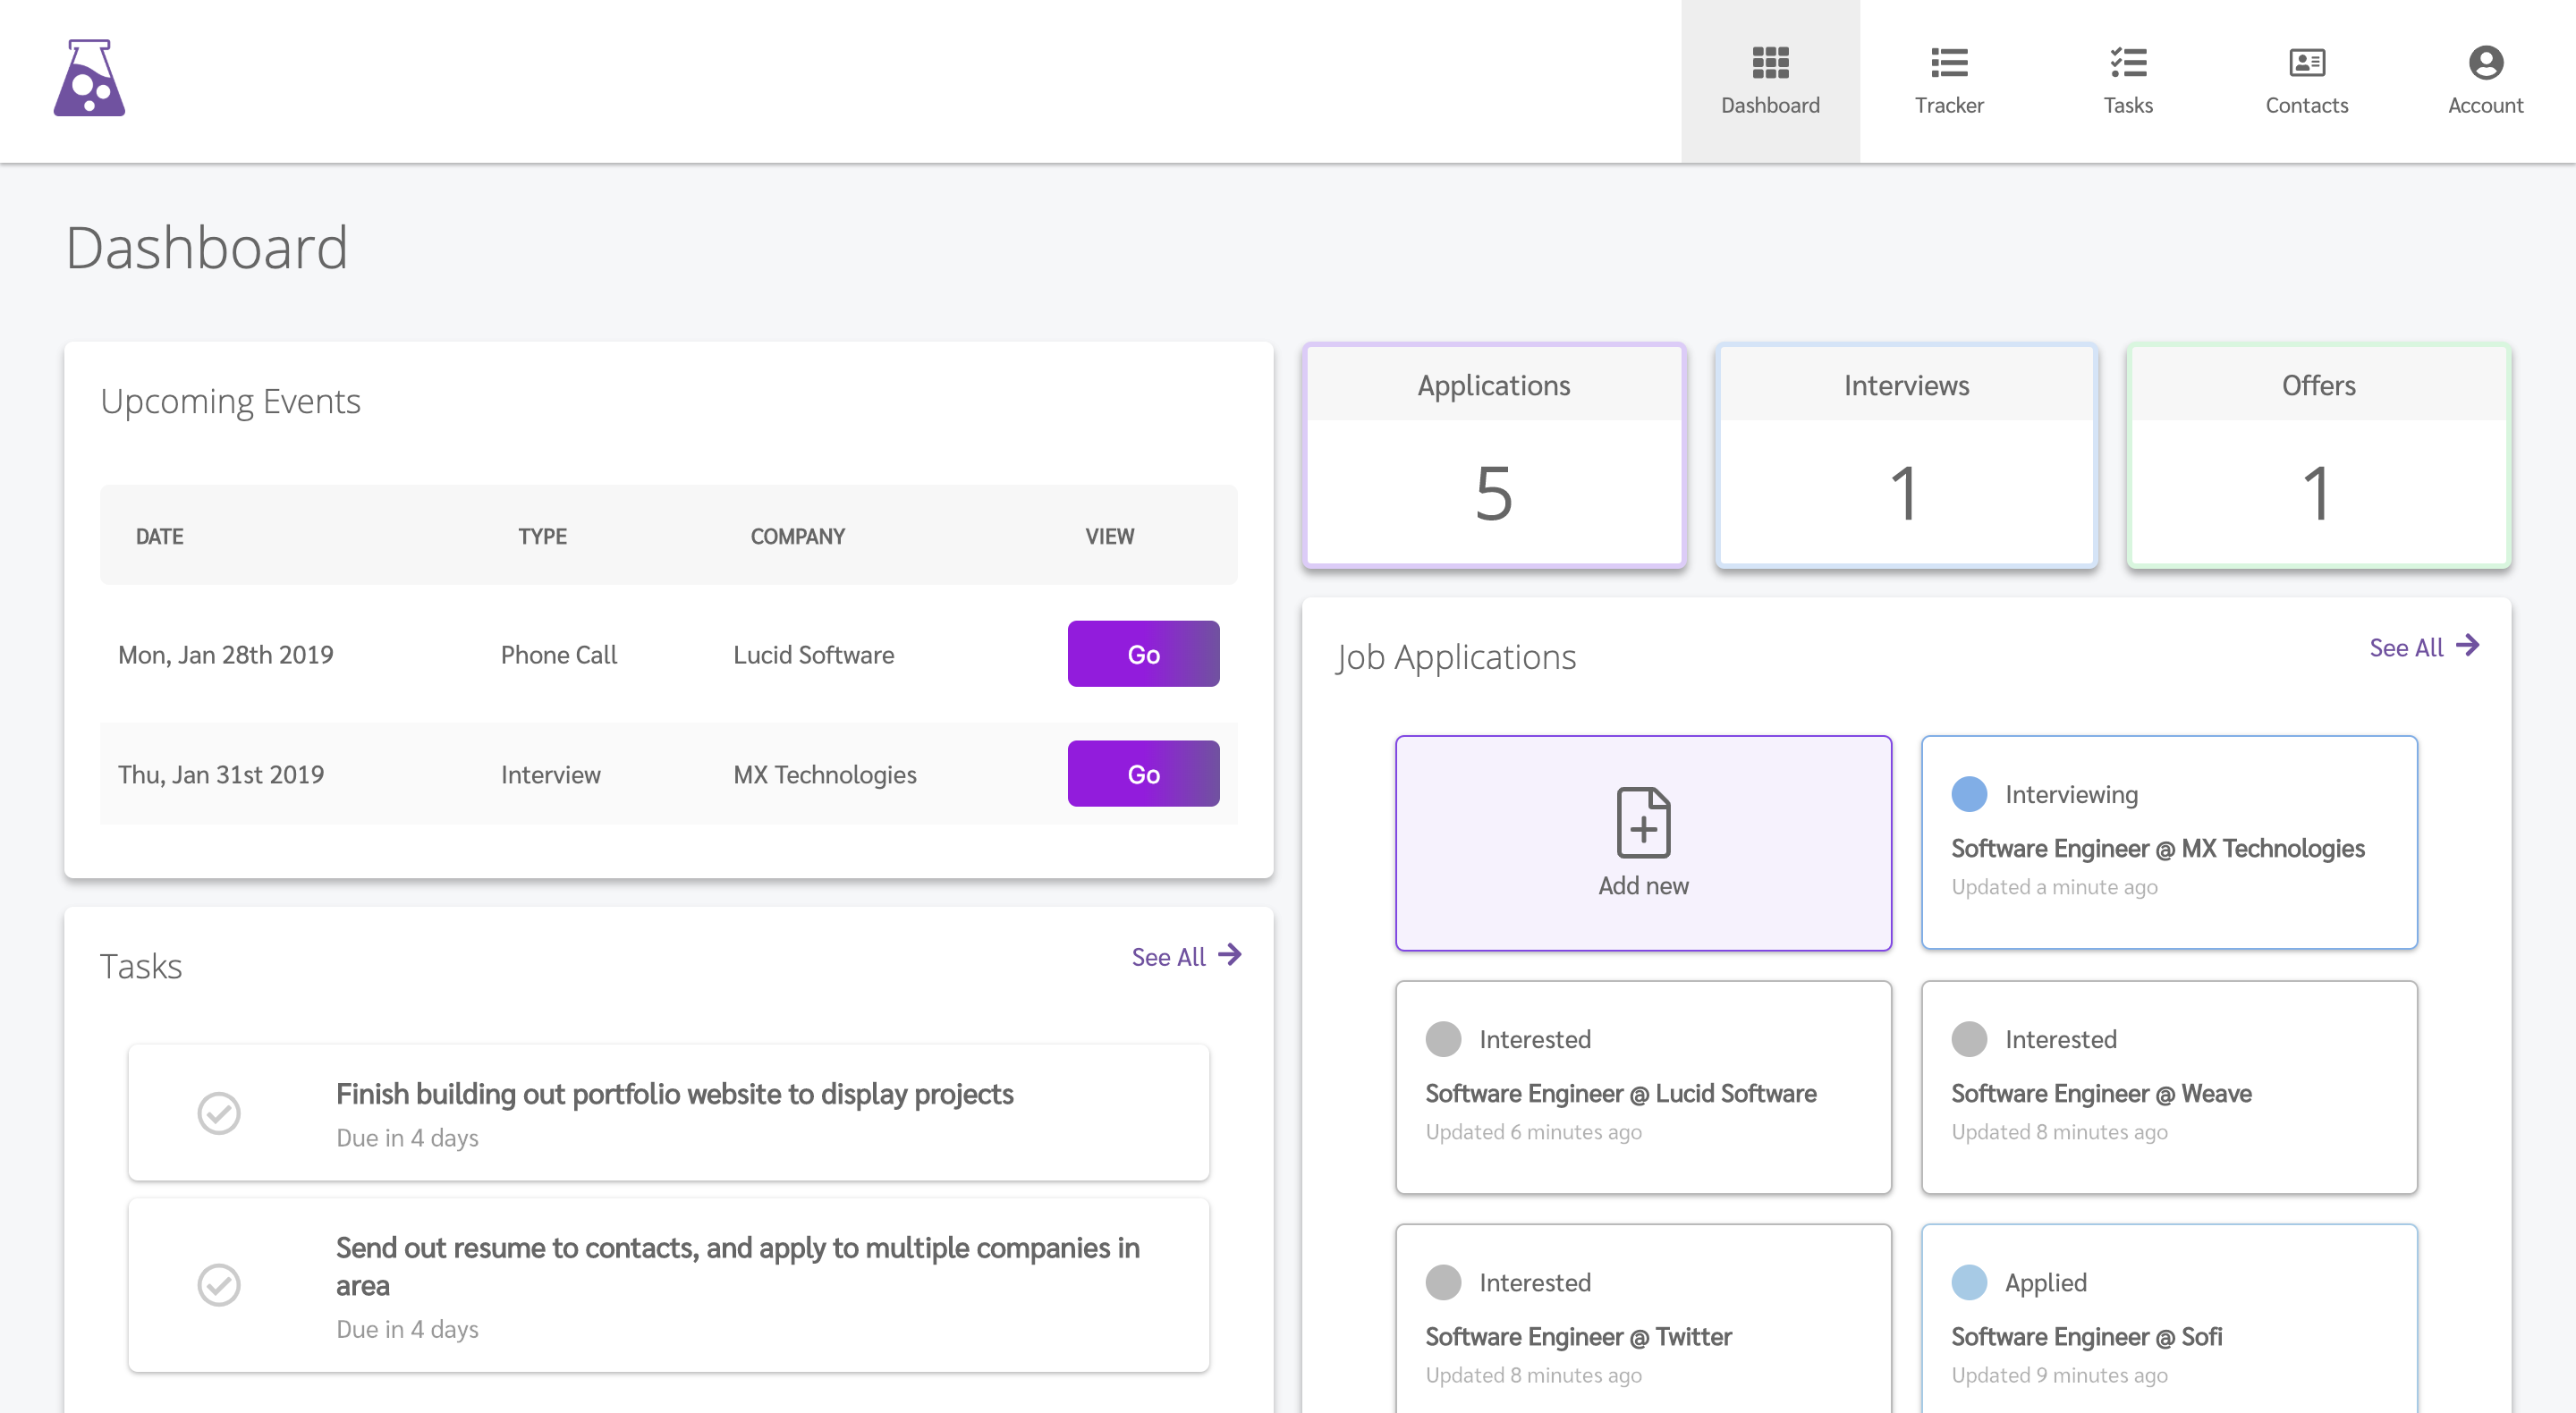 Dashboard
Tracker
Tasks
Contacts
Account
Dashboard
Upcoming Events
DATE TYPE COMPANY VIEW
Mon, Jan 28th 2019 Phone Call Lucid Software Go
Thu, Jan 31st 2019 Interview MX Technologies Go
Tasks
See All
Finish building out portfolio website to display projects
Due in 4 days
Send out resume to contacts, and apply to multiple companies in
area
Due in 4 days
Applications
5
Interviews
1
Offers
1
Job Applications
See All
Add new
Interviewing
Software Engineer @ MX Technologies
Updated a minute ago
Interested
Software Engineer @ Lucid Software
Updated 6 minutes ago
Interested
Software Engineer @ Weave
Updated 8 minutes ago
Interested
Software Engineer @ Twitter
Updated 8 minutes ago
Applied
Software Engineer @ Sofi
Updated 9 minutes ago